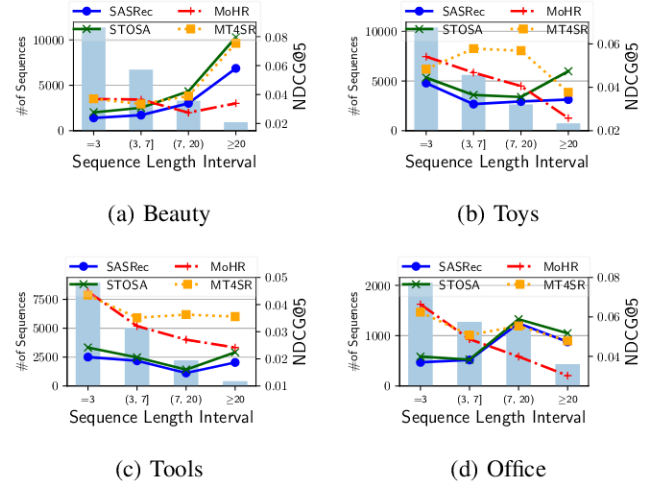 SASRec MoHR
STOSA MT4SR
10000
5000
0
0.08
0.06
0.04
0.02
# of Sequences
NDCG@5
=3 (3, 7] (7, 20) ≥20
Sequence Length Interval
(a) Beauty
SASRec MoHR
STOSA MT4SR
10000
5000
0
0.06
0.04
0.02
# of Sequences
NDCG@5
=3 (3, 7] (7, 20) ≥20
Sequence Length Interval
(b) Toys
SASRec MoHR
STOSA MT4SR
7500
5000
2500
0
0.05
0.04
0.03
0.02
0.01
# of Sequences
NDCG@5
=3 (3, 7] (7, 20) ≥20
Sequence Length Interval
(c) Tools
SASRec MoHR
STOSA MT4SR
2000
1000
0
0.08
0.06
0.04
# of Sequences
NDCG@5
=3 (3, 7] (7, 20) ≥20
Sequence Length Interval
(d) Office